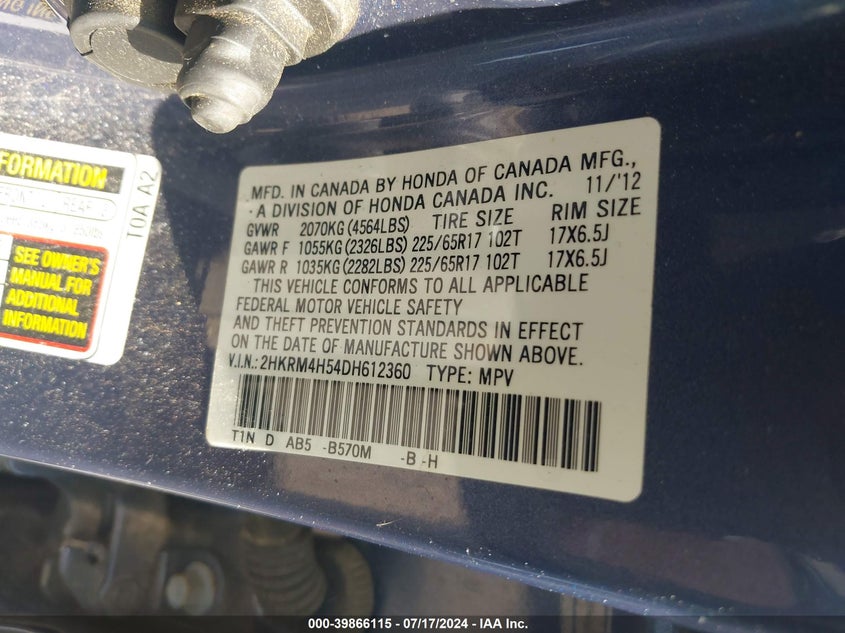 FORMATION
REAR
SEE OWNER'S
MANUAL FOR
ADDITIONAL
INFORMATION
TOA A2
MFD. IN CANADA BY HONDA OF CANADA MFG.,
A DIVISION OF HONDA CANADA INC. 11/'12
GVWR 2070KG (4564LBS) TIRE SIZE RIM SIZE
GAWR F 1055KG (2326LBS) 225/65R17 102T 17X6.5J
GAWR R 1035KG (2282LBS) 225/65R17 102T 17X6.5J
THIS VEHICLE CONFORMS TO ALL APPLICABLE
FEDERAL MOTOR VEHICLE SAFETY
AND THEFT PREVENTION STANDARDS IN EFFECT
ON THE DATE OF MANUFACTURE SHOWN ABOVE.
V.I.N.: 2HKRM4H54DH612360 TYPE: MPV
T1N D AB5 -B570M -B -H
000-39866115 - 07/17/2024 - IAA Inc.